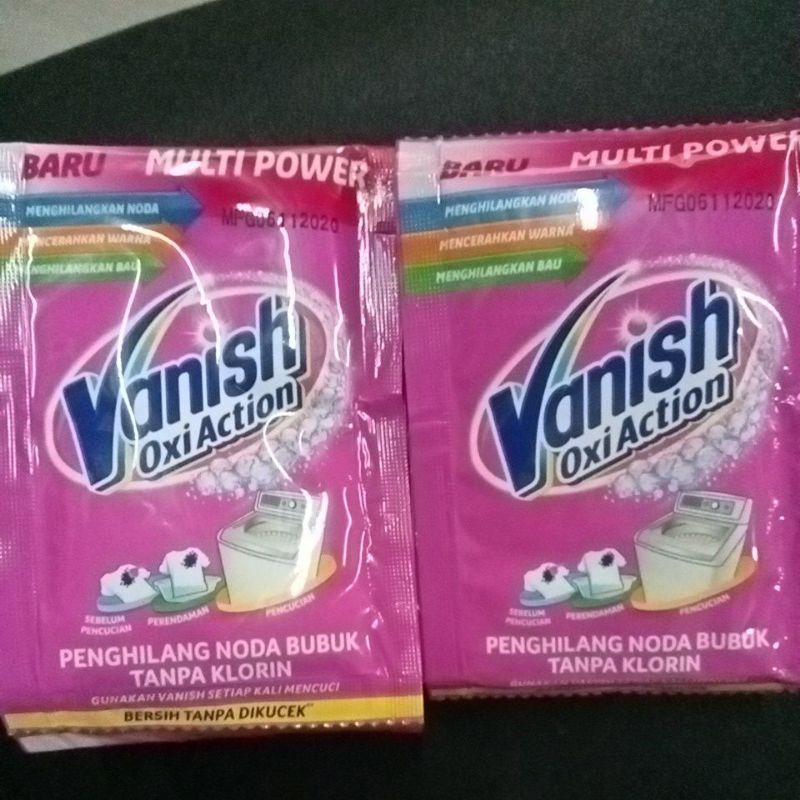 BARU MULTI POWER
MENGHILANGKAN NODA
MFG06112020
MENCERAHKAN WARNA
MENGHILANGKAN BAU
Vanish
Oxi Action
SEBELUM PENCUCIAN
PERENDAMAN
PENCUCIAN
PENGHILANG NODA BUBUK
TANPA KLORIN
GUNAKAN VANISH SETIAP KALI MENCUCI
BERSIH TANPA DIKUCEK
BARU MULTI POWER
MENGHILANGKAN NODA
MFG06112020
MENCERAHKAN WARNA
MENGHILANGKAN BAU
Vanish
Oxi Action
SEBELUM PENCUCIAN
PERENDAMAN
PENCUCIAN
PENGHILANG NODA BUBUK
TANPA KLORIN